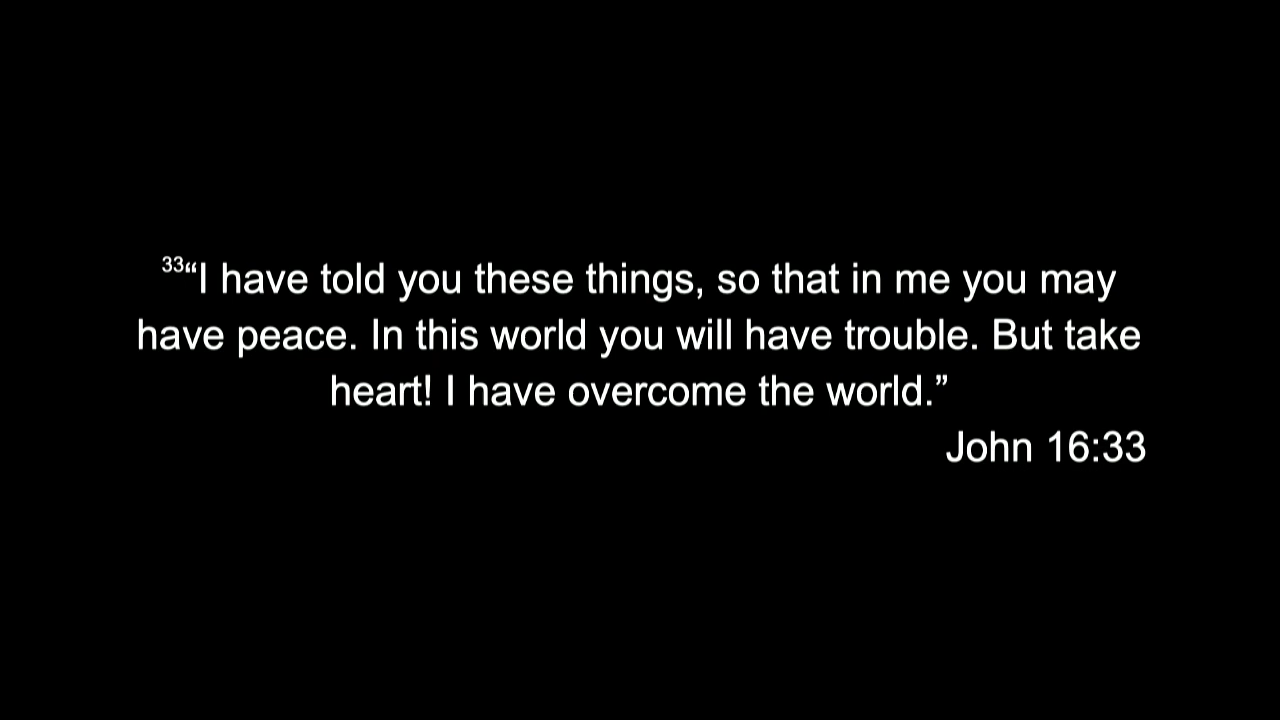 ³³“I have told you these things, so that in me you may
have peace. In this world you will have trouble. But take
heart! I have overcome the world.”
John 16:33